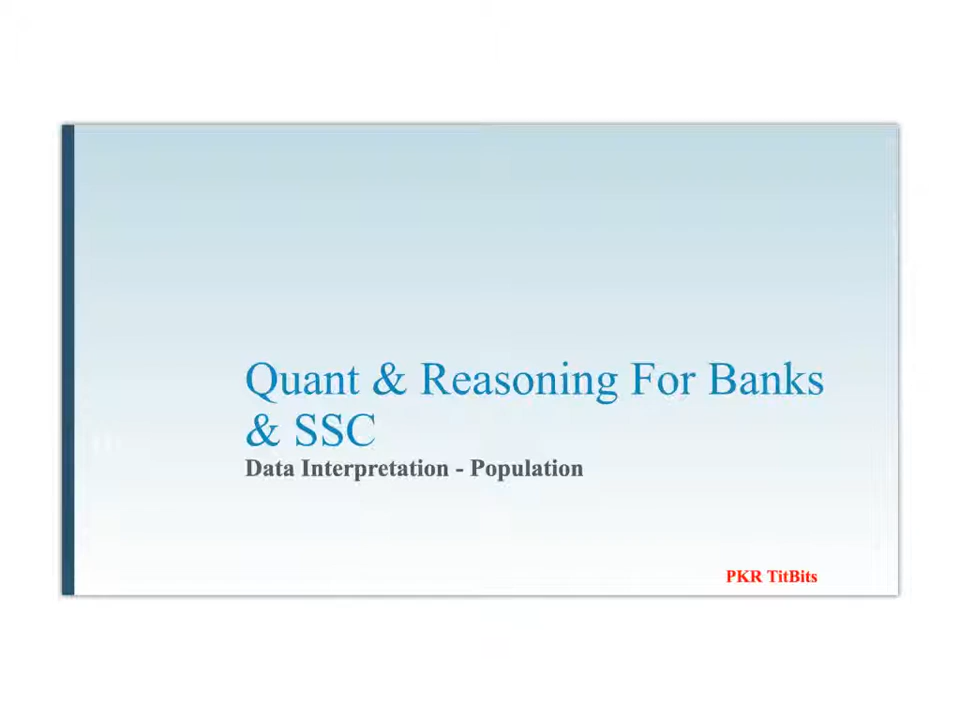 Quant & Reasoning For Banks
& SSC
Data Interpretation - Population
PKR TitBits